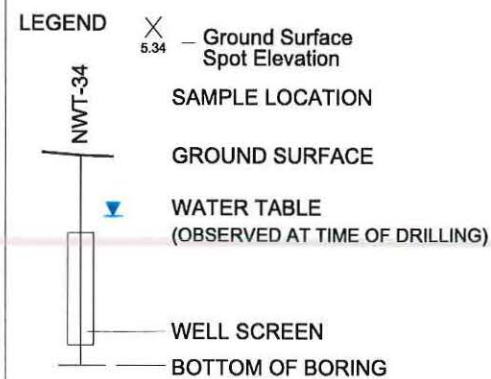 LEGEND
X
5.34
Ground Surface
Spot Elevation
NWT-34
SAMPLE LOCATION
GROUND SURFACE
WATER TABLE
(OBSERVED AT TIME OF DRILLING)
WELL SCREEN
BOTTOM OF BORING